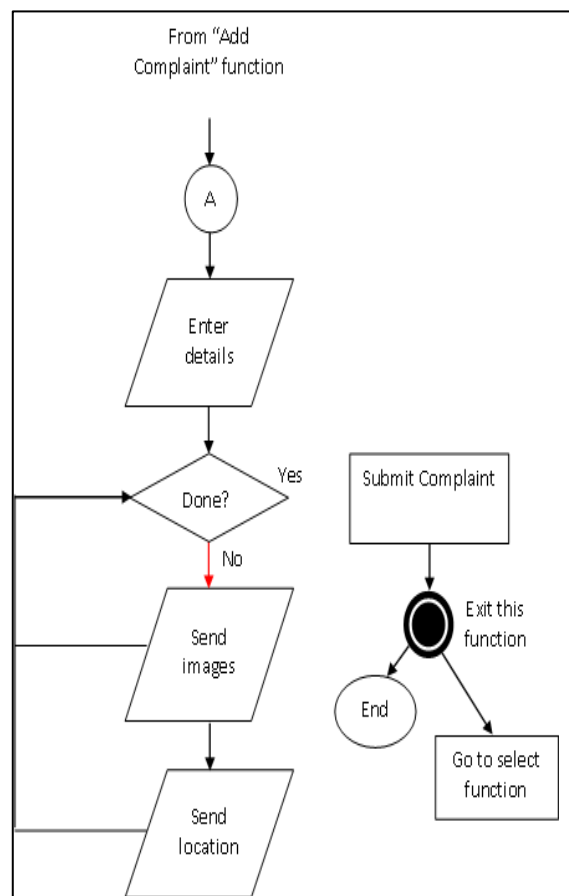 From “Add
Complaint” function
A
Enter
details
Done?
Yes
No
Send
images
Send
location
Submit Complaint
Exit this
function
End
Go to select
function